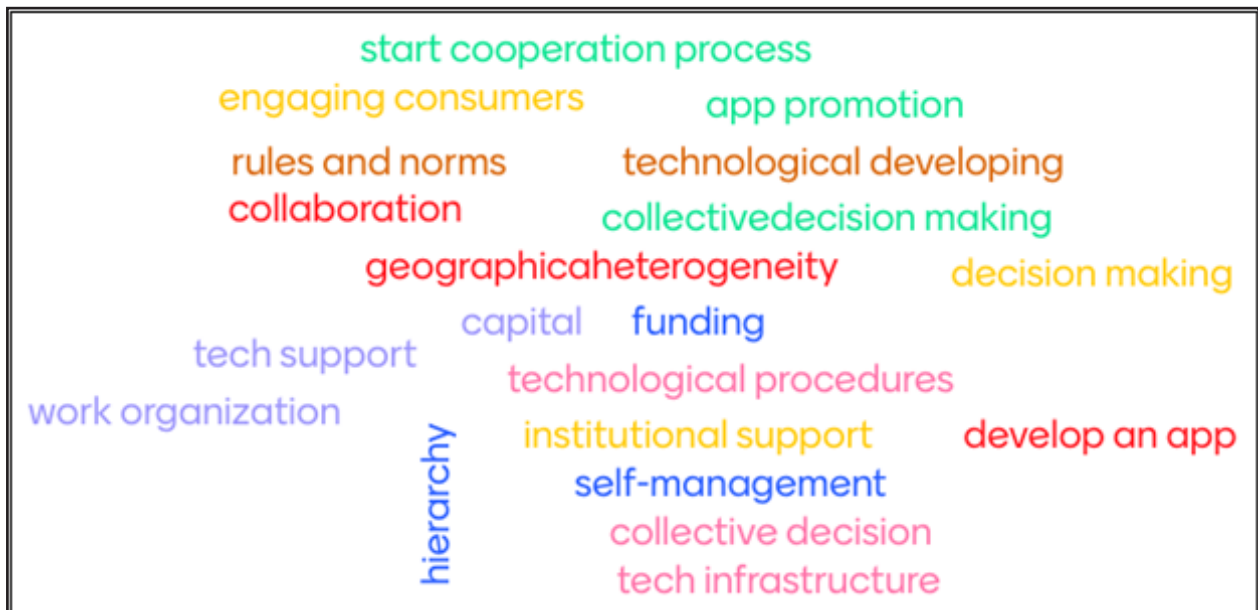 start cooperation process
engaging consumers
app promotion
rules and norms
technological developing
collaboration
collectivedecision making
geographicaheterogeneity
decision making
capital
funding
tech support
technological procedures
work organization
institutional support
develop an app
hierarchy
self-management
collective decision
tech infrastructure